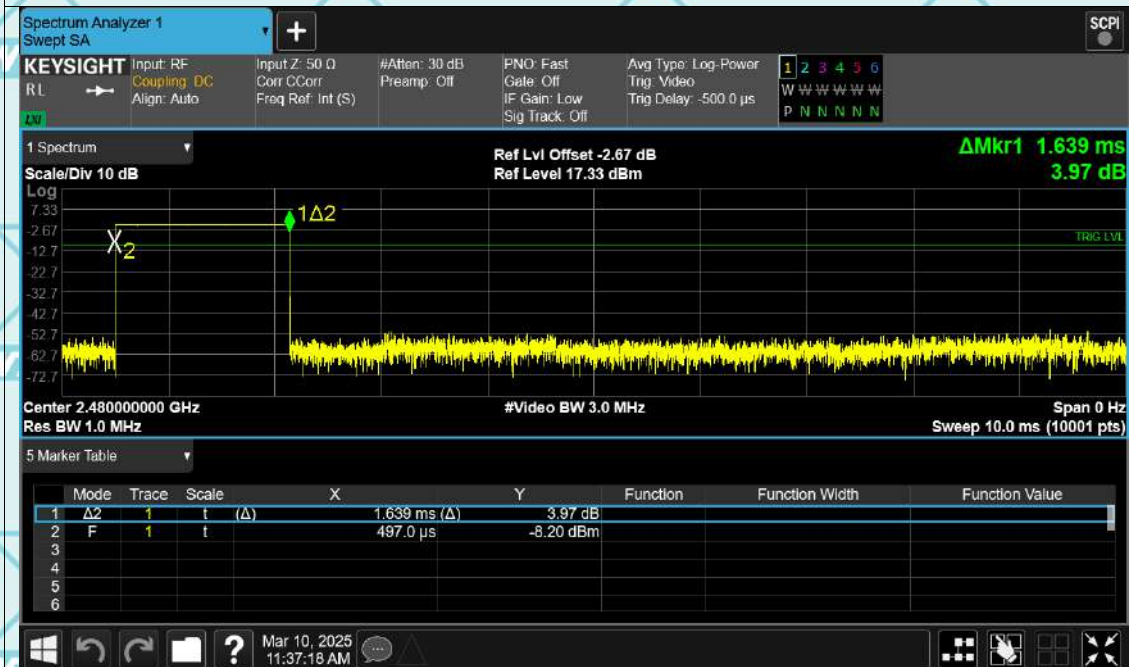 Spectrum Analyzer 1
Swept SA
+
SCPI
KEYSIGHT Input: RF Input Z: 50 Ω #Atten: 30 dB PNO: Fast Avg Type: Log-Power 1 2 3 4 5 6
RL Coupling: DC Corr CCorr Preamp: Off Gate: Off Trig: Video W W W W W W
Align: Auto Freq Ref: Int (S) IF Gain: Low Trig Delay: -500.0 µs P N N N N N
LXI Sig Track: Off
1 Spectrum Ref Lvl Offset -2.67 dB ΔMkr1 1.639 ms
Scale/Div 10 dB Ref Level 17.33 dBm 3.97 dB
Log
7.33
1Δ2
-2.67
TRIG LVL
X2
-12.7
-22.7
-32.7
-42.7
-52.7
-62.7
-72.7
Center 2.480000000 GHz #Video BW 3.0 MHz Span 0 Hz
Res BW 1.0 MHz Sweep 10.0 ms (10001 pts)
5 Marker Table
Mode Trace Scale X Y Function Function Width Function Value
1 Δ2 1 t (Δ) 1.639 ms (Δ) 3.97 dB
2 F 1 t 497.0 µs -8.20 dBm
3
4
5
6
? Mar 10, 2025
11:37:18 AM